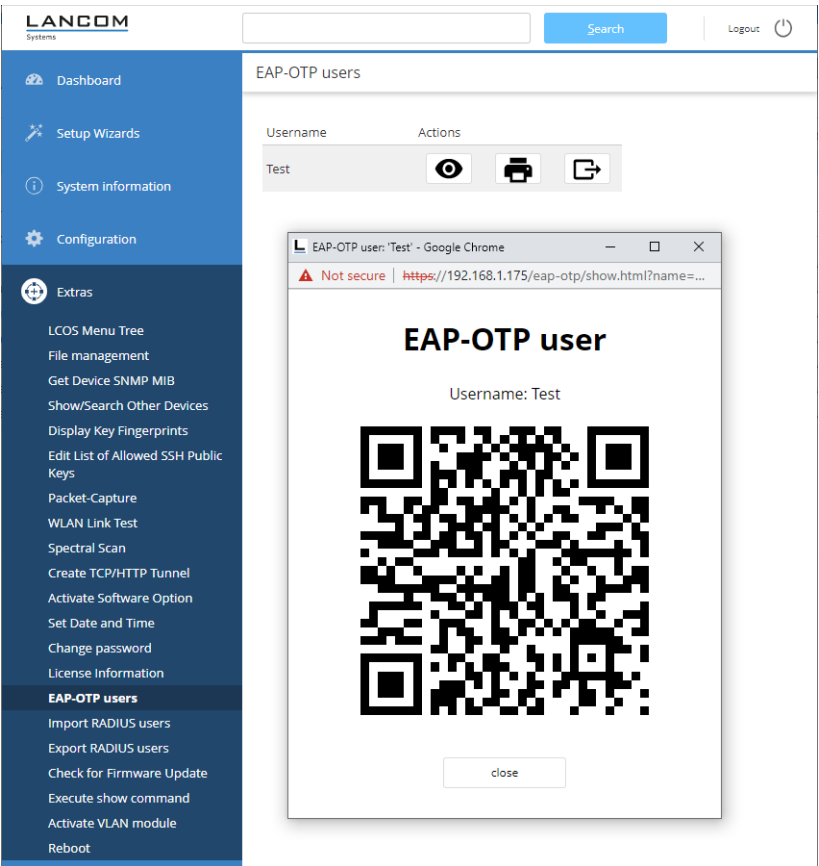 LANCOM
Systems
Search
Logout
Dashboard
Setup Wizards
System information
Configuration
Extras
LCOS Menu Tree
File management
Get Device SNMP MIB
Show/Search Other Devices
Display Key Fingerprints
Edit List of Allowed SSH Public
Keys
Packet-Capture
WLAN Link Test
Spectral Scan
Create TCP/HTTP Tunnel
Activate Software Option
Set Date and Time
Change password
License Information
EAP-OTP users
Import RADIUS users
Export RADIUS users
Check for Firmware Update
Execute show command
Activate VLAN module
Reboot
EAP-OTP users
Username Actions
Test
EAP-OTP user: 'Test' - Google Chrome
Not secure | https://192.168.1.175/eap-otp/show.html?name=...
EAP-OTP user
Username: Test
close